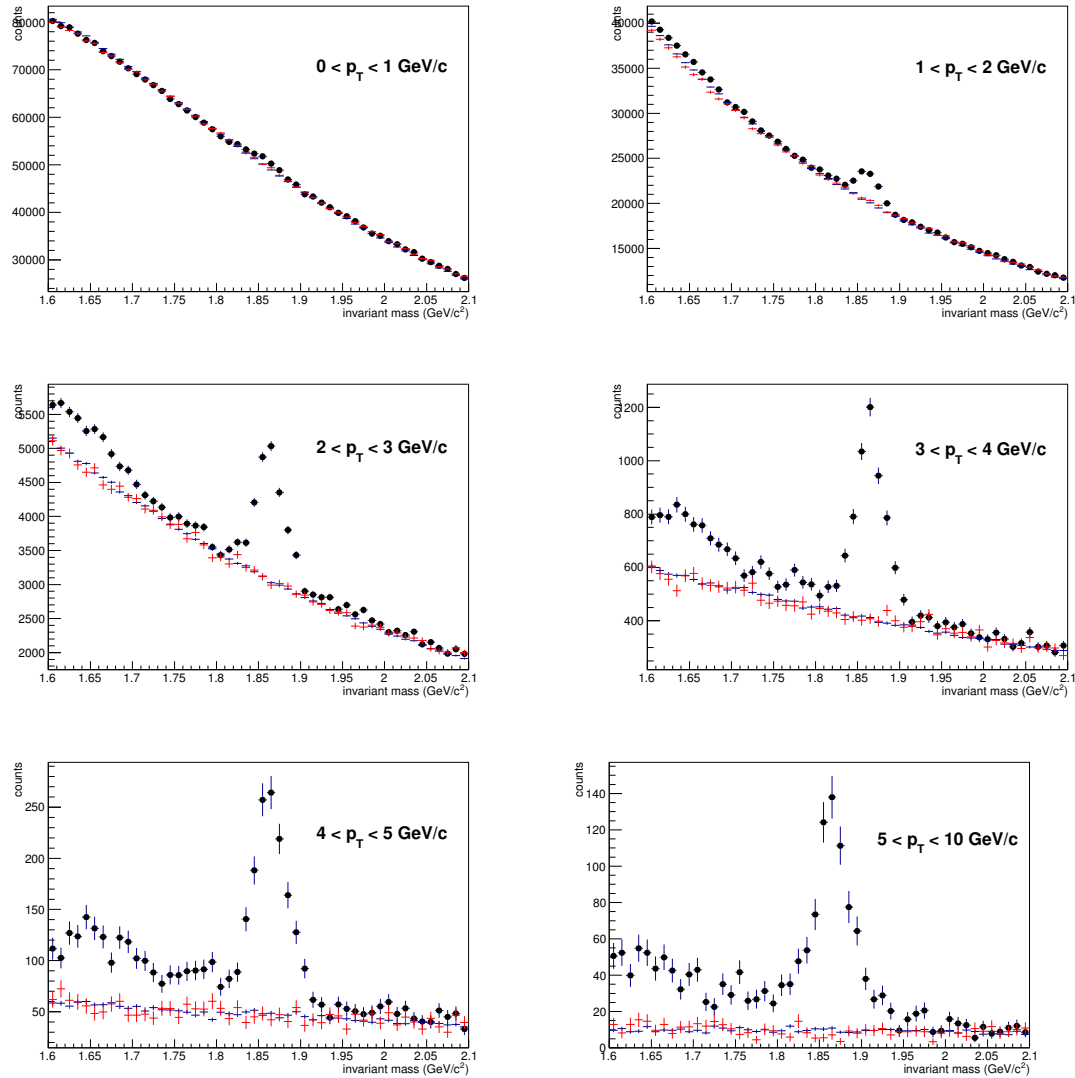 counts
80000
70000
60000
50000
40000
30000
0 < p_T < 1 GeV/c
1.6 1.65 1.7 1.75 1.8 1.85 1.9 1.95 2 2.05 2.1
invariant mass (GeV/c²)
counts
40000
35000
30000
25000
20000
15000
1 < p_T < 2 GeV/c
1.6 1.65 1.7 1.75 1.8 1.85 1.9 1.95 2 2.05 2.1
invariant mass (GeV/c²)
counts
5500
5000
4500
4000
3500
3000
2500
2000
2 < p_T < 3 GeV/c
1.6 1.65 1.7 1.75 1.8 1.85 1.9 1.95 2 2.05 2.1
invariant mass (GeV/c²)
counts
1200
1000
800
600
400
3 < p_T < 4 GeV/c
1.6 1.65 1.7 1.75 1.8 1.85 1.9 1.95 2 2.05 2.1
invariant mass (GeV/c²)
counts
250
200
150
100
50
4 < p_T < 5 GeV/c
1.6 1.65 1.7 1.75 1.8 1.85 1.9 1.95 2 2.05 2.1
invariant mass (GeV/c²)
counts
140
120
100
80
60
40
20
0
5 < p_T < 10 GeV/c
1.6 1.65 1.7 1.75 1.8 1.85 1.9 1.95 2 2.05 2.1
invariant mass (GeV/c²)